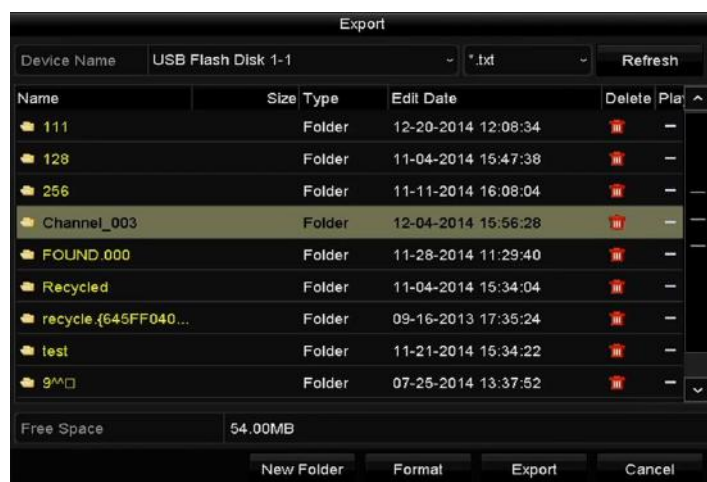 Export
Device Name USB Flash Disk 1-1 *.txt Refresh
Name Size Type Edit Date Delete Pla
111 Folder 12-20-2014 12:08:34 –
128 Folder 11-04-2014 15:47:38 –
256 Folder 11-11-2014 16:08:04 –
Channel_003 Folder 12-04-2014 15:56:28 –
FOUND.000 Folder 11-28-2014 11:29:40 –
Recycled Folder 11-04-2014 15:34:04 –
recycle.{645FF040... Folder 09-16-2013 17:35:24 –
test Folder 11-21-2014 15:34:22 –
9^^□ Folder 07-25-2014 13:37:52 –
Free Space 54.00MB
New Folder Format Export Cancel